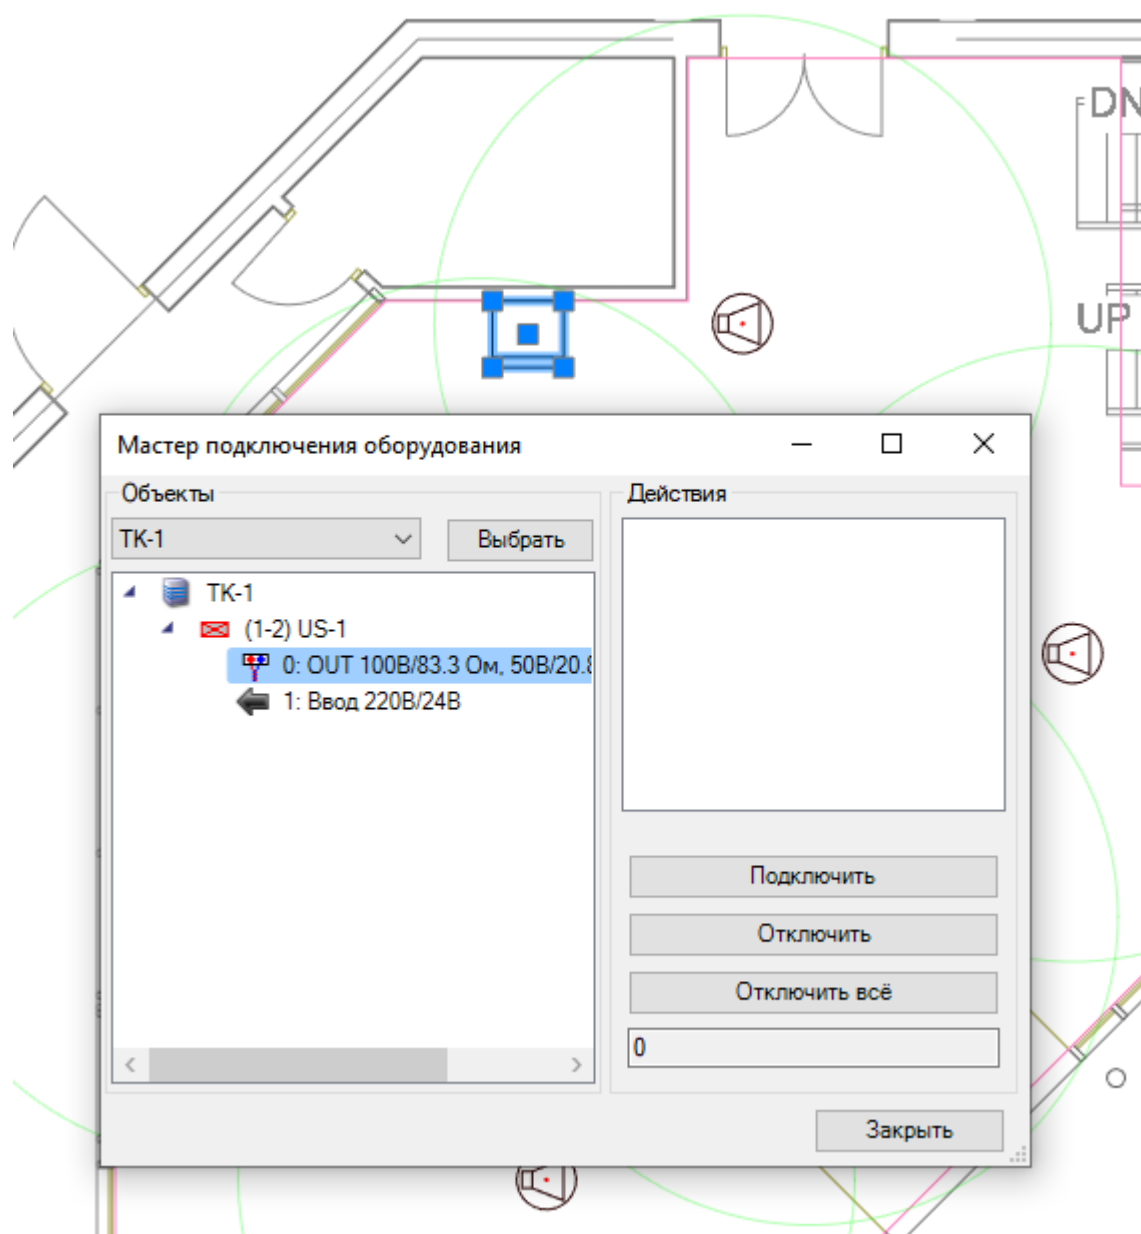 DN
UP
Мастер подключения оборудования
Объекты
ТК-1
Выбрать
ТК-1
(1-2) US-1
0: OUT 100В/83.3 Ом, 50В/20.8
1: Ввод 220В/24В
Действия
Подключить
Отключить
Отключить всё
0
Закрыть